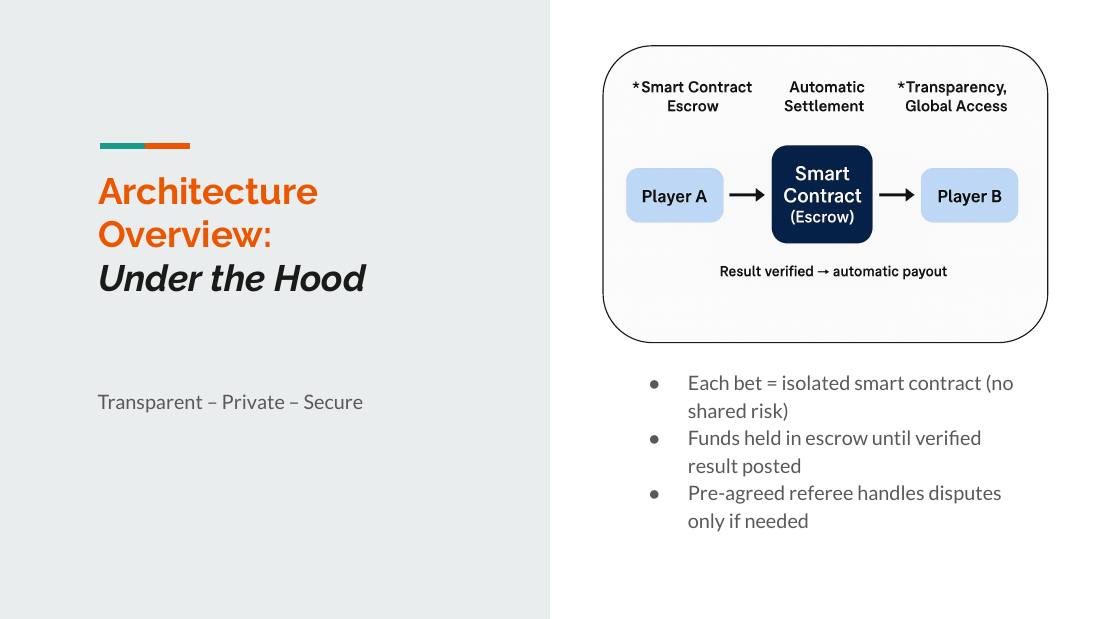 Architecture
Overview:
Under the Hood
Transparent – Private – Secure
*Smart Contract
Escrow
Automatic
Settlement
*Transparency,
Global Access
Player A
Smart
Contract
(Escrow)
Player B
Result verified → automatic payout
● Each bet = isolated smart contract (no
shared risk)
● Funds held in escrow until verified
result posted
● Pre-agreed referee handles disputes
only if needed